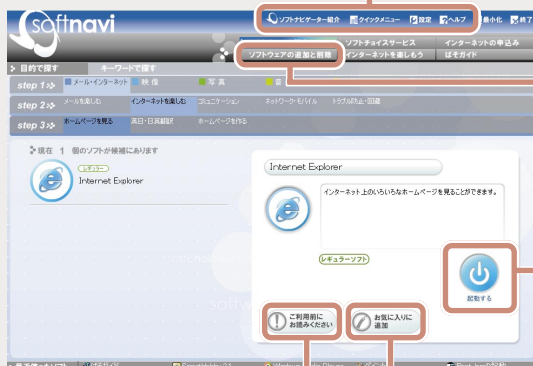 softnavi
ソフトナビゲーター紹介 クイックメニュー 設定 ヘルプ 最小化 終了
ソフトウェアの追加と削除 ソフトチョイスサービス インターネットの申込み
インターネットを楽しもう ぱそガイド
目的で探す キーワードで探す
step 1 メール・インターネット 映像 写真 音
step 2 メールを楽しむ インターネットを楽しむ コミュニケーション ネットワーク・モバイル トラブル防止・回避
step 3 ホームページを見る 英日・日英翻訳 ホームページを作る
現在 1 個のソフトが候補にあります
レギュラー
Internet Explorer
Internet Explorer
インターネット上のいろいろなホームページを見ることができます。
レギュラーソフト
起動する
ご利用前に
お読みください
お気に入りに
追加